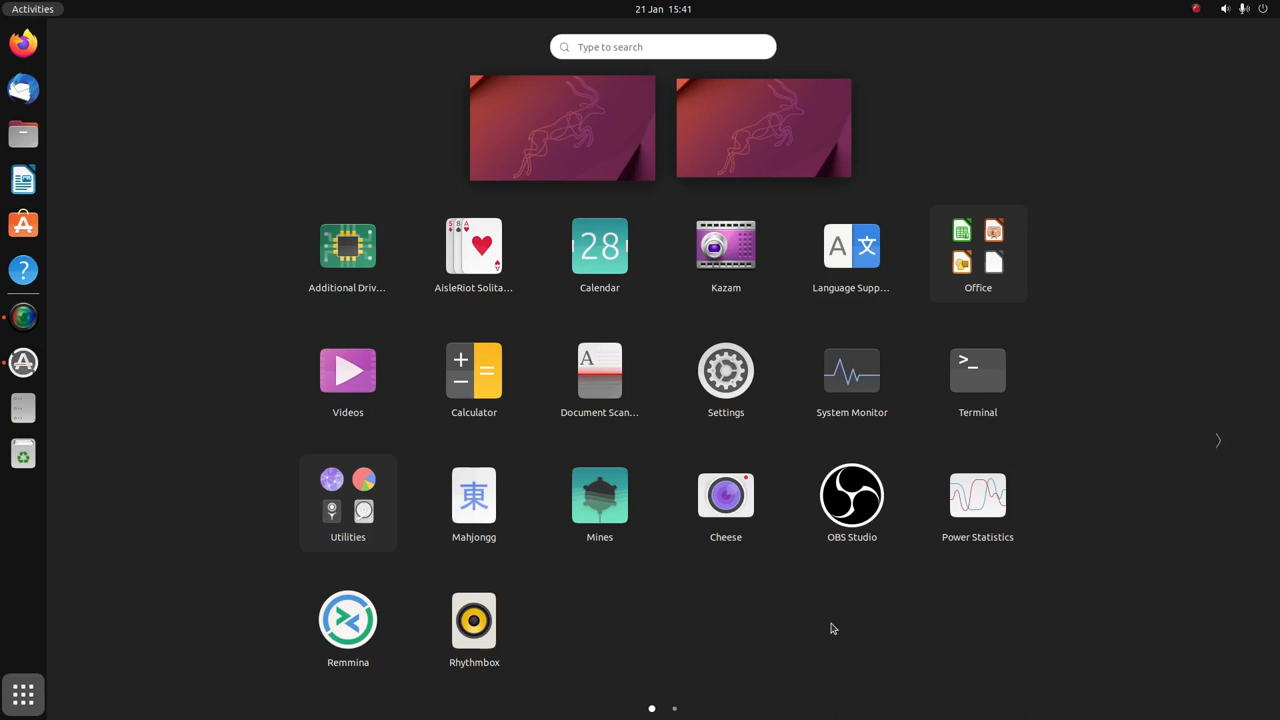 Activities
21 Jan 15:41
Type to search
Additional Driv...
AisleRiot Solita...
Calendar
Kazam
Language Supp...
Office
Videos
Calculator
Document Scan...
Settings
System Monitor
Terminal
Utilities
Mahjongg
Mines
Cheese
OBS Studio
Power Statistics
Remmina
Rhythmbox
28
A 文
A
>_
東